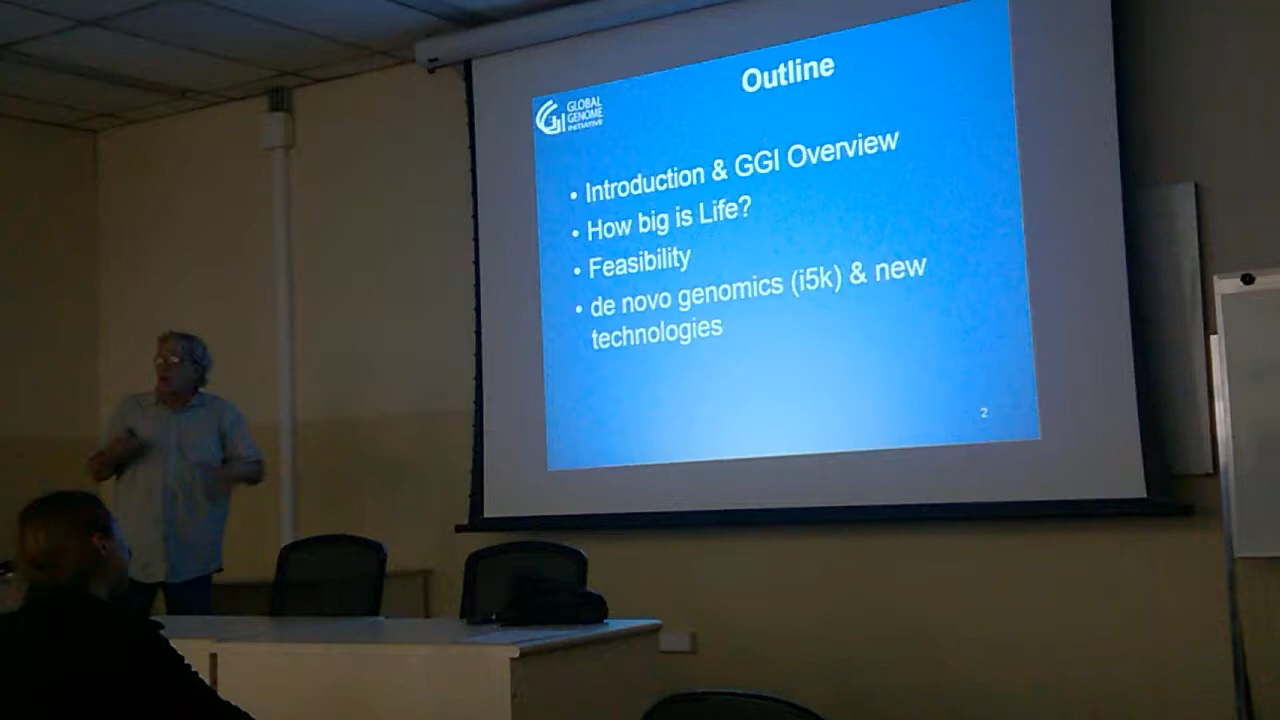 Outline
GLOBAL
GENOME
INITIATIVE
• Introduction & GGI Overview
• How big is Life?
• Feasibility
• de novo genomics (i5k) & new
technologies
2